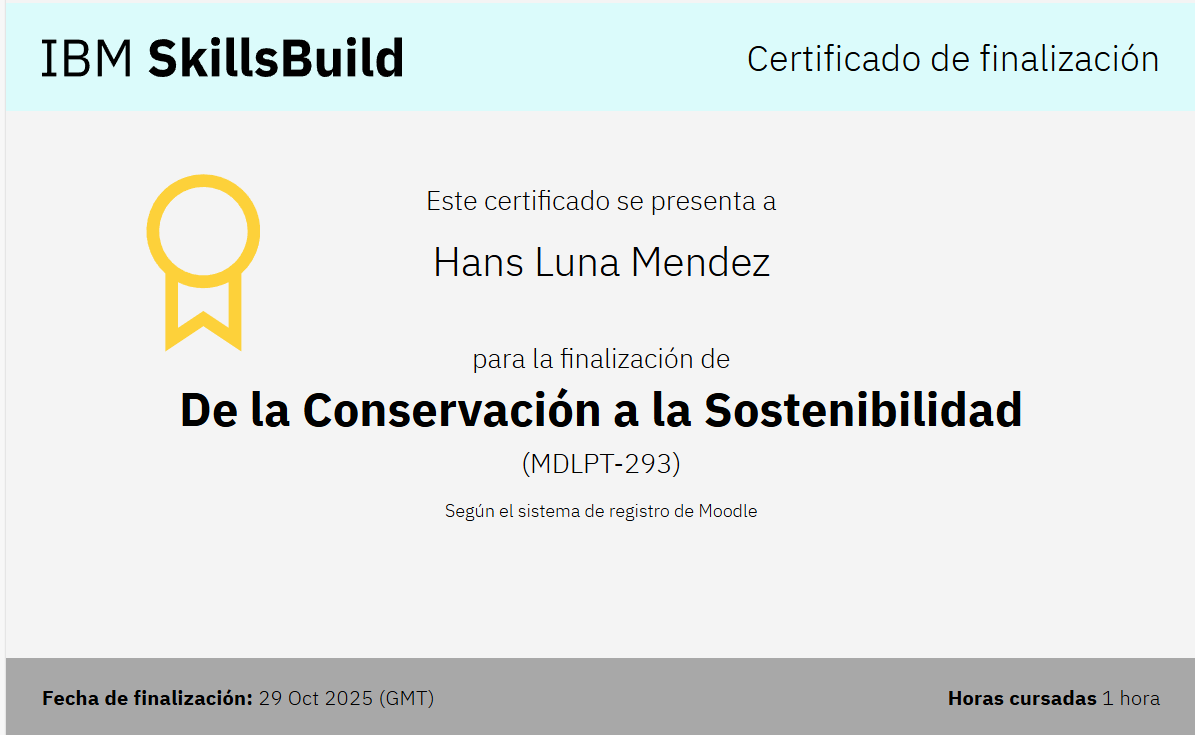 IBM SkillsBuild
Certificado de finalización
Este certificado se presenta a
Hans Luna Mendez
para la finalización de
De la Conservación a la Sostenibilidad
(MDLPT-293)
Según el sistema de registro de Moodle
Fecha de finalización: 29 Oct 2025 (GMT)
Horas cursadas 1 hora